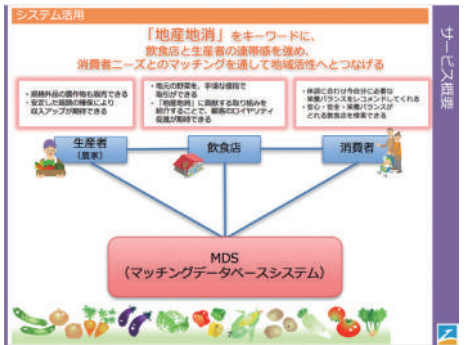 システム活用
サービス概要
「地産地消」をキーワードに、
飲食店と生産者の連帯感を強め、
消費者ニーズとのマッチングを通して地域活性へとつなげる
・規格外品の農作物も販売できる
・安定した販路の確保により
収入アップが期待できる
・地元の野菜を、手頃な値段で
取引ができる
・「地産地消」に貢献する取り組みを
紹介することで、顧客のロイヤリティ
促進が期待できる
・体調に合わせ今自分に必要な
栄養バランスをレコメンドしてくれる
・安心・安全・栄養バランスが
とれる飲食店を検索できる
生産者
（農家）
飲食店
消費者
MDS
（マッチングデータベースシステム）